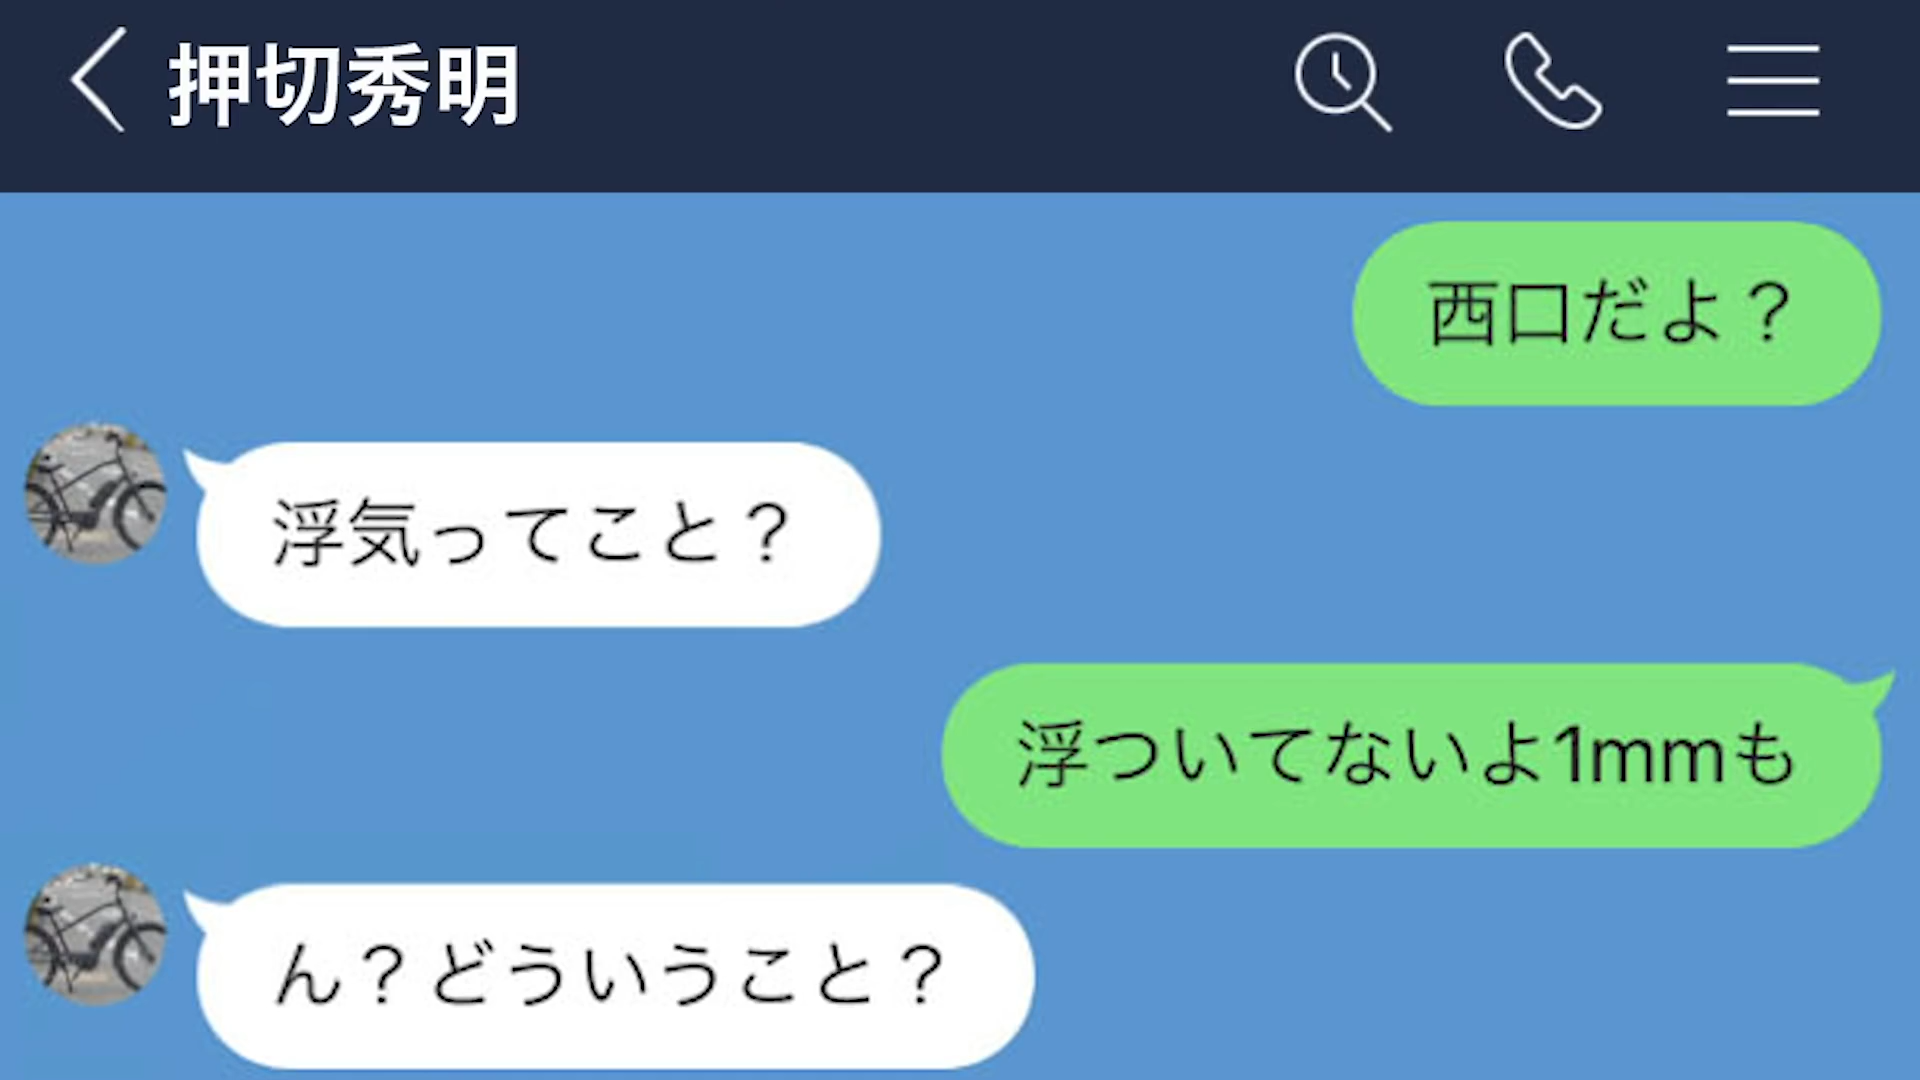 押切秀明
西口だよ？
浮気ってこと？
浮ついてないよ1mmも
ん？どういうこと？